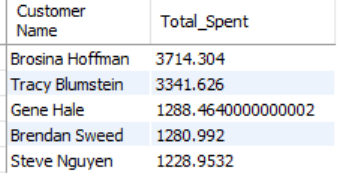 Customer Name Total_Spent
Brosina Hoffman 3714.304
Tracy Blumstein 3341.626
Gene Hale 1288.4640000000002
Brendan Sweed 1280.992
Steve Nguyen 1228.9532